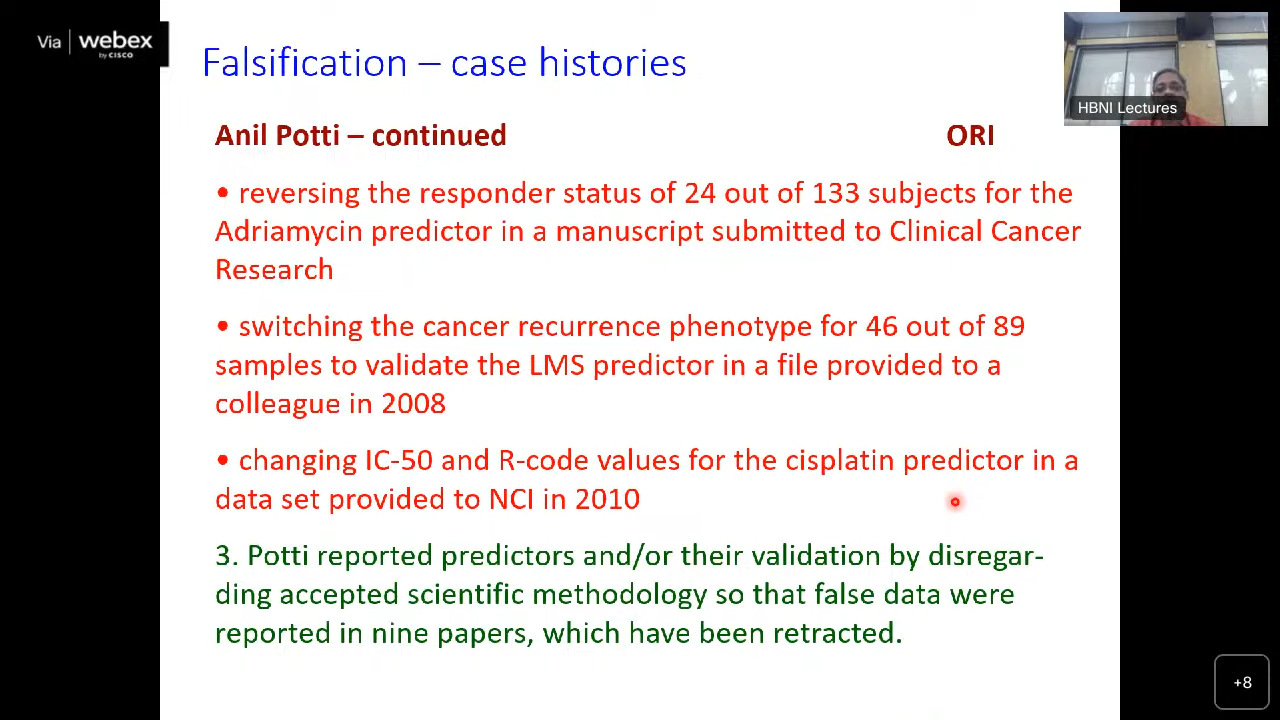 Via webex
by CISCO
HBNI Lectures
Falsification – case histories
Anil Potti – continued ORI
• reversing the responder status of 24 out of 133 subjects for the
Adriamycin predictor in a manuscript submitted to Clinical Cancer
Research
• switching the cancer recurrence phenotype for 46 out of 89
samples to validate the LMS predictor in a file provided to a
colleague in 2008
• changing IC-50 and R-code values for the cisplatin predictor in a
data set provided to NCI in 2010
3. Potti reported predictors and/or their validation by disregar-
ding accepted scientific methodology so that false data were
reported in nine papers, which have been retracted.
+8